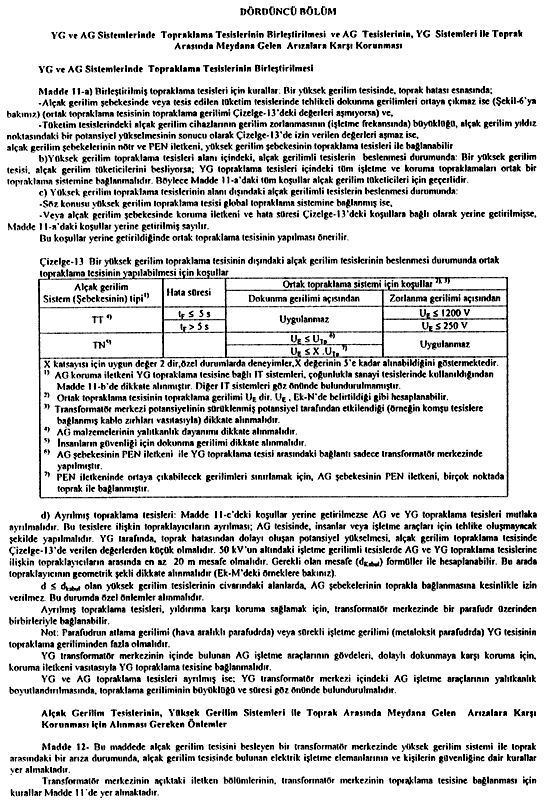 DÖRDÜNCÜ BÖLÜM
YG ve AG Sistemlerinde Topraklama Tesislerinin Birleştirilmesi ve AG Tesislerinin, YG Sistemleri ile Toprak
Arasında Meydana Gelen Arızalara Karşı Korunması
YG ve AG Sistemlerinde Topraklama Tesislerinin Birleştirilmesi
Madde 11-a) Birleştirilmiş topraklama tesisleri için kurallar: Bir yüksek gerilim tesisinde, toprak hatası esnasında;
-Alçak gerilim şebekesinde veya tesis edilen tüketim tesislerinde tehlikeli dokunma gerilimleri ortaya çıkmaz ise (Şekil-6'ya
bakınız) (ortak topraklama tesisinin topraklama gerilimi Çizelge-13'deki değerleri aşmıyorsa) ve,
-Tüketim tesislerindeki alçak gerilim cihazlarının gerilim zorlanmasının (işletme frekansında) büyüklüğü, alçak gerilim yıldız
noktasındaki bir potansiyel yükselmesinin sonucu olarak Çizelge-13'de izin verilen değerleri aşmaz ise,
alçak gerilim şebekelerinin nötr ve PEN iletkeni, yüksek gerilim şebekesinin topraklama tesisleri ile bağlanabilir
b)Yüksek gerilim topraklama tesisleri alanı içindeki, alçak gerilimli tesislerin beslenmesi durumunda: Bir yüksek gerilim
tesisi, alçak gerilim tüketicilerini besliyorsa; YG topraklama tesisleri içindeki tüm işletme ve koruma topraklamaları ortak bir
topraklama sistemine bağlanmalıdır. Böylece Madde 11-a'daki tüm koşullar alçak gerilim tüketicileri için geçerlidir.
c) Yüksek gerilim topraklama tesislerinin alanı dışındaki alçak gerilimli tesislerin beslenmesi durumunda:
-Söz konusu yüksek gerilim topraklama tesisi global topraklama sistemine bağlanmış ise,
-Veya alçak gerilim şebekesinde koruma iletkeni ve hata süresi Çizelge-13'deki koşullara bağlı olarak yerine getirilmişse,
Madde 11-a'daki koşullar yerine getirilmiş sayılır.
Bu koşullar yerine getirildiğinde ortak topraklama tesisinin yapılması önerilir.
Çizelge-13 Bir yüksek gerilim topraklama tesisinin dışındaki alçak gerilim tesislerinin beslenmesi durumunda ortak
topraklama tesisinin yapılabilmesi için koşullar
Alçak gerilim Sistem (Şebekesinin) tipi¹⁾ Hata süresi Ortak topraklama sistemi için koşullar ²⁾, ³⁾
Dokunma gerilimi açısından Zorlanma gerilimi açısından
TT ⁴⁾ t_F ≤ 5 s Uygulanmaz U_E ≤ 1200 V
t_F > 5 s U_E ≤ 250 V
TN⁵⁾ U_E ≤ U_Tp ⁶⁾ Uygulanmaz
U_E ≤ X .U_Tp ⁷⁾
X katsayısı için uygun değer 2 dir,özel durumlarda deneyimler,X değerinin 5'e kadar alınabildiğini göstermektedir.
¹⁾ AG koruma iletkeni YG topraklama tesisine bağlı IT sistemleri, çoğunlukla sanayi tesislerinde kullanıldığından
Madde 11-b'de dikkate alınmıştır. Diğer IT sistemleri göz önünde bulundurulmamıştır.
²⁾ Ortak topraklama tesisinin topraklama gerilimi U_E dir. U_E , Ek-N'de belirtildiği gibi hesaplanabilir.
³⁾ Transformatör merkezi potansiyelinin sürüklenmiş potansiyel tarafından etkilendiği (örneğin komşu tesislere
bağlanmış kablo zırhları vasıtasıyla) dikkate alınmalıdır.
⁴⁾ AG malzemelerinin yalıtkanlık dayanımı dikkate alınmalıdır.
⁵⁾ İnsanların güvenliği için dokunma gerilimi dikkate alınmalıdır.
⁶⁾ AG şebekesinin PEN iletkeni ile YG topraklama tesisi arasındaki bağlantı sadece transformatör merkezinde
yapılmıştır.
⁷⁾ PEN iletkeninde ortaya çıkabilecek gerilimleri sınırlamak için, AG şebekesinin PEN iletkeni, birçok noktada
toprak ile bağlanmıştır.
d) Ayrılmış topraklama tesisleri: Madde 11-c'deki koşullar yerine getirilmezse AG ve YG topraklama tesisleri mutlaka
ayrılmalıdır. Bu tesislere ilişkin topraklayıcıların ayrılması; AG tesisinde, insanlar veya işletme araçları için tehlike oluşmayacak
şekilde yapılmalıdır. YG tarafında, toprak hatasından dolayı oluşan potansiyel yükselmesi, alçak gerilim topraklama tesisinde
Çizelge-13'de verilen değerlerden küçük olmalıdır. 50 kV'un altındaki işletme gerilimli tesislerde AG ve YG topraklama tesislerine
ilişkin topraklayıcıların arasında en az 20 m mesafe olmalıdır. Gerekli olan mesafe (d_Kabul) formüller ile hesaplanabilir. Bu arada
topraklayıcının geometrik şekli dikkate alınmalıdır (Ek-M'deki örneklere bakınız).
d ≤ d_Kabul olan yüksek gerilim tesislerinin civarındaki alanlarda, AG şebekelerinin toprakla bağlanmasına kesinlikle izin
verilmez. Bu durumda özel önlemler alınmalıdır.
Ayrılmış topraklama tesisleri, yıldırıma karşı koruma sağlamak için, transformatör merkezinde bir parafudr üzerinden
birbirleriyle bağlanabilir.
Not: Parafudrun atlama gerilimi (hava aralıklı parafudrda) veya sürekli işletme gerilimi (metaloksit parafudrda) YG tesisinin
topraklama geriliminden fazla olmalıdır.
YG transformatör merkezinin içinde bulunan AG işletme araçlarının gövdeleri, dolaylı dokunmaya karşı koruma için,
koruma iletkeni vasıtasıyla YG topraklama tesisine bağlanmalıdır.
YG ve AG topraklama tesisleri ayrılmış ise; YG transformatör merkezi içindeki AG işletme araçlarının yalıtkanlık
boyutlandırılmasında, topraklama geriliminin büyüklüğü ve süresi göz önünde bulundurulmalıdır.
Alçak Gerilim Tesislerinin, Yüksek Gerilim Sistemleri ile Toprak Arasında Meydana Gelen Arızalara Karşı
Korunması için Alınması Gereken Önlemler
Madde 12- Bu maddede alçak gerilim tesisini besleyen bir transformatör merkezinde yüksek gerilim sistemi ile toprak
arasındaki bir arıza durumunda, alçak gerilim tesisinde bulunan elektrik işletme elemanlarının ve kişilerin güvenliğine dair kurallar
yer almaktadır.
Transformatör merkezinin açıktaki iletken bölümlerinin, transformatör merkezinin topraklama tesisine bağlanması için
kurallar Madde 11'de yer almaktadır.